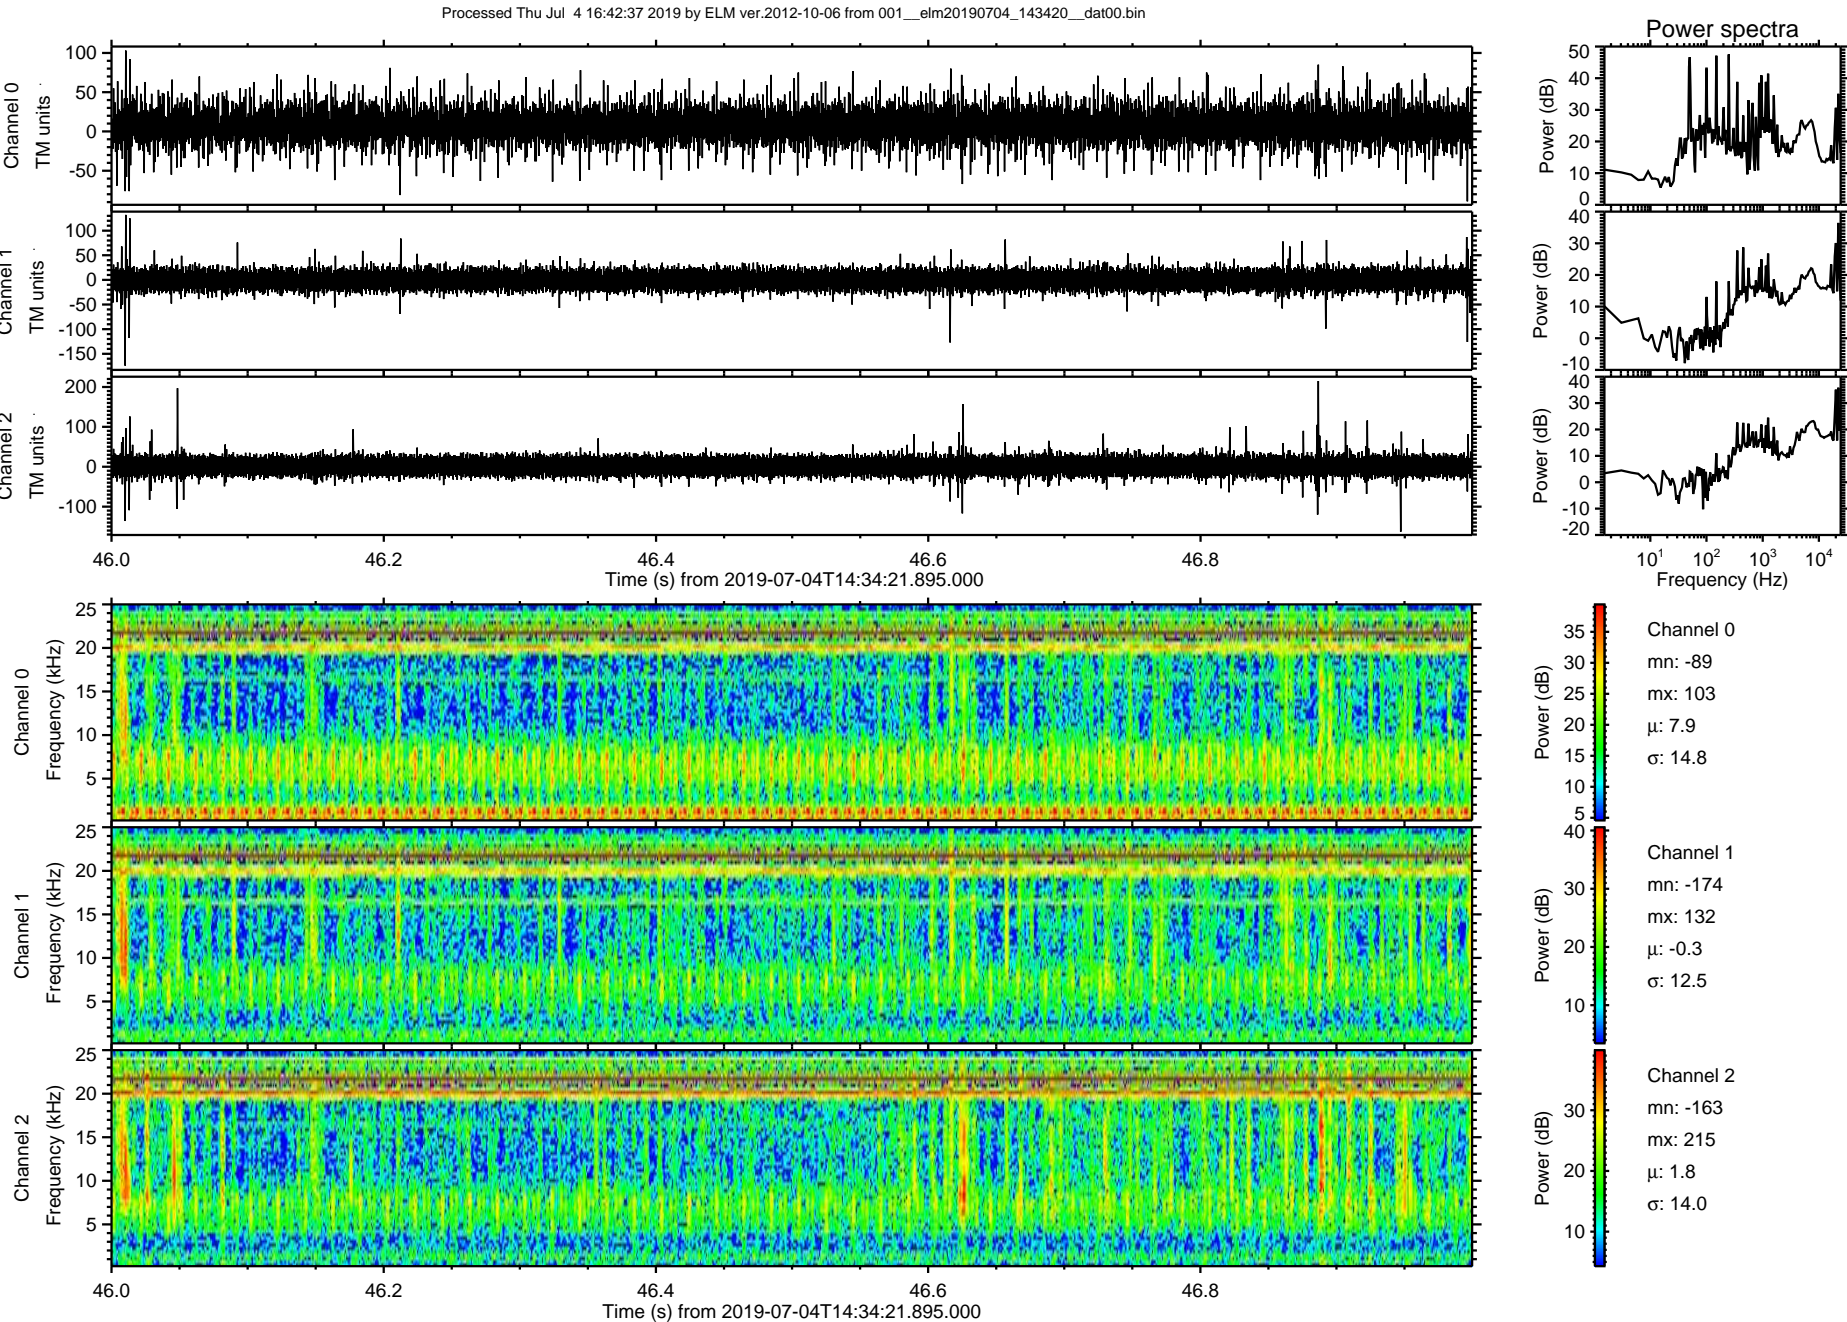 Processed Thu Jul  4 16:42:37 2019 by ELM ver.2012-10-06 from 001__elm20190704_143420__dat00.bin
Power spectra
Channel 0
TM units
100
50
0
-50
Power (dB)
50
40
30
20
10
0
Channel 1
TM units
100
50
0
-50
-100
-150
Power (dB)
40
30
20
10
0
-10
Channel 2
TM units
200
100
0
-100
Power (dB)
40
30
20
10
0
-10
-20
46.0 46.2 46.4 46.6 46.8
Time (s) from 2019-07-04T14:34:21.895.000
10¹ 10² 10³ 10⁴
Frequency (Hz)
Channel 0
Frequency (kHz)
25
20
15
10
5
Power (dB)
35
30
25
20
15
10
5
Channel 0
mn: -89
mx: 103
μ: 7.9
σ: 14.8
Channel 1
Frequency (kHz)
25
20
15
10
5
Power (dB)
40
30
20
10
Channel 1
mn: -174
mx: 132
μ: -0.3
σ: 12.5
Channel 2
Frequency (kHz)
25
20
15
10
5
Power (dB)
30
20
10
Channel 2
mn: -163
mx: 215
μ: 1.8
σ: 14.0
46.0 46.2 46.4 46.6 46.8
Time (s) from 2019-07-04T14:34:21.895.000